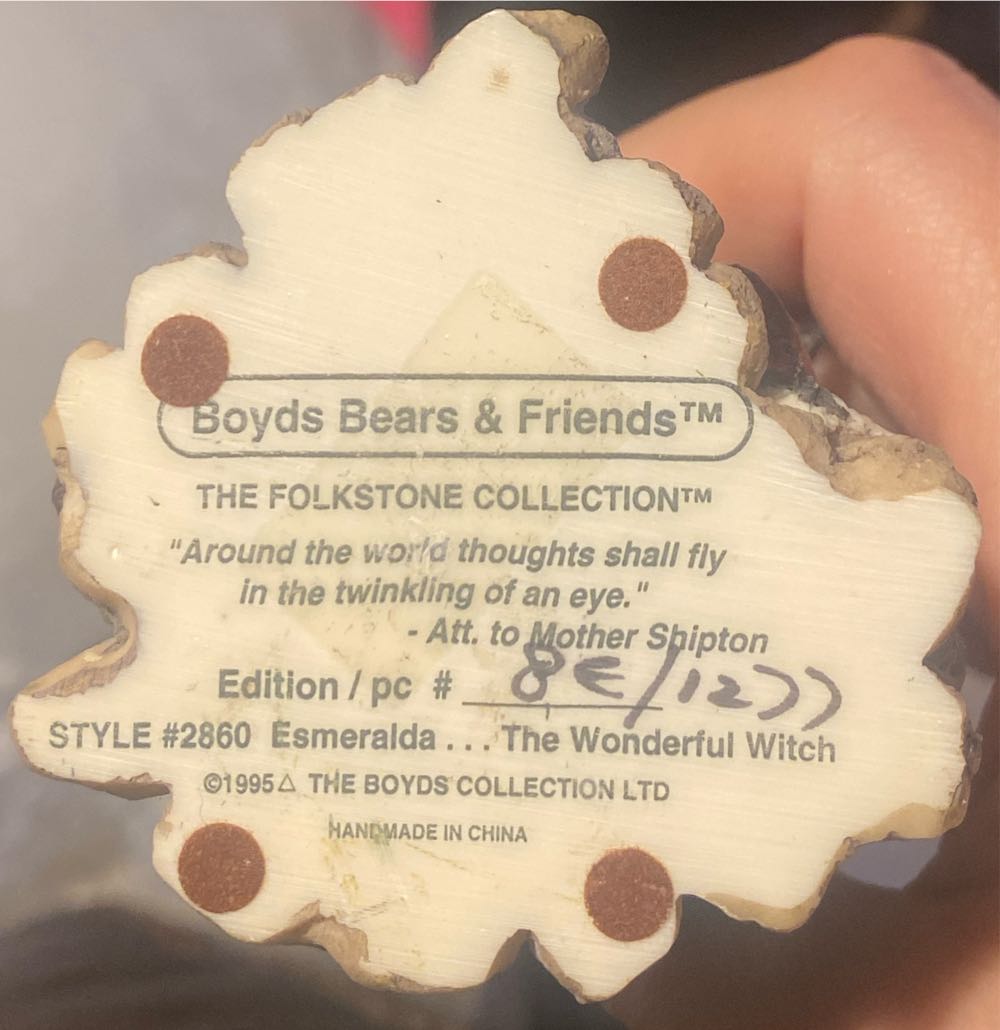 Boyds Bears & Friends™
THE FOLKSTONE COLLECTION™
"Around the world thoughts shall fly
in the twinkling of an eye."
- Att. to Mother Shipton
Edition / pc # 8E/1277
STYLE #2860 Esmeralda . . . The Wonderful Witch
©1995△ THE BOYDS COLLECTION LTD
HANDMADE IN CHINA